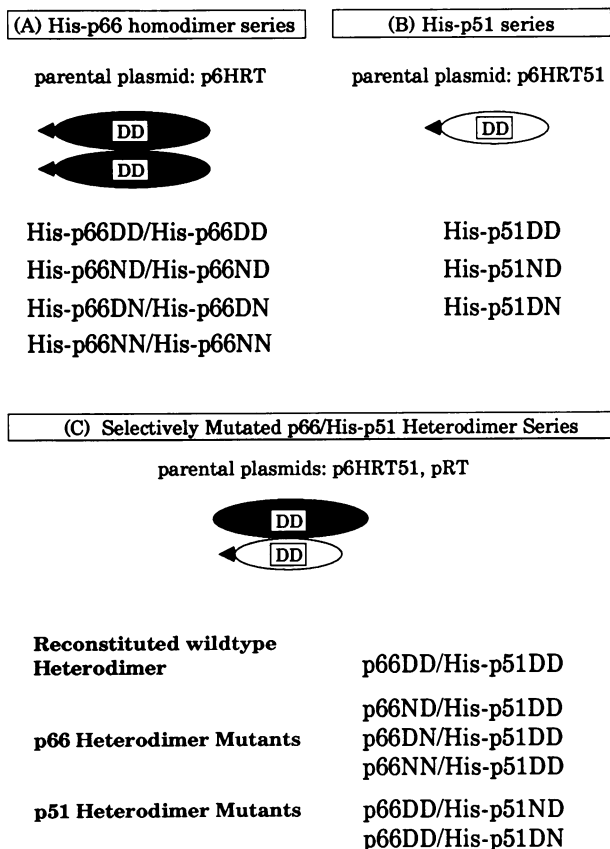 (A) His-p66 homodimer series
parental plasmid: p6HRT
DD
DD
His-p66DD/His-p66DD
His-p66ND/His-p66ND
His-p66DN/His-p66DN
His-p66NN/His-p66NN
(B) His-p51 series
parental plasmid: p6HRT51
DD
His-p51DD
His-p51ND
His-p51DN
(C) Selectively Mutated p66/His-p51 Heterodimer Series
parental plasmids: p6HRT51, pRT
DD
DD
Reconstituted wildtype
Heterodimer
p66DD/His-p51DD
p66 Heterodimer Mutants
p66ND/His-p51DD
p66DN/His-p51DD
p66NN/His-p51DD
p51 Heterodimer Mutants
p66DD/His-p51ND
p66DD/His-p51DN